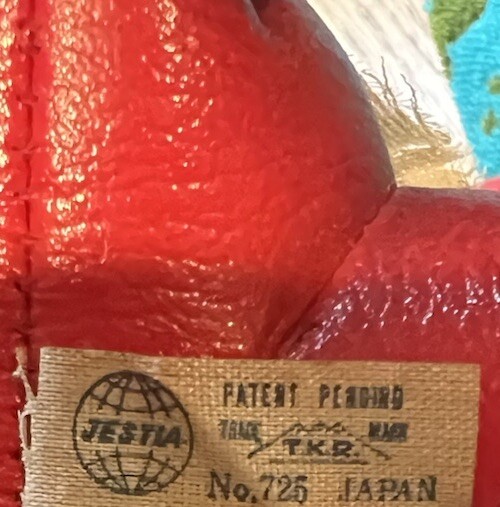 JESTIA
PATENT PENDING
TRADE MARK
T.K.R.
No.725 JAPAN